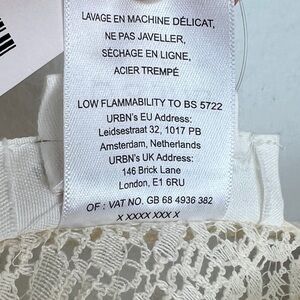 LAVAGE EN MACHINE DÉLICAT,
NE PAS JAVELLER,
SÉCHAGE EN LIGNE,
ACIER TREMPÉ
LOW FLAMMABILITY TO BS 5722
URBN's EU Address:
Leidsestraat 32, 1017 PB
Amsterdam, Netherlands
URBN's UK Address:
146 Brick Lane
London, E1 6RU
OF : VAT NO. GB 68 4936 382
X XXXX XXX X